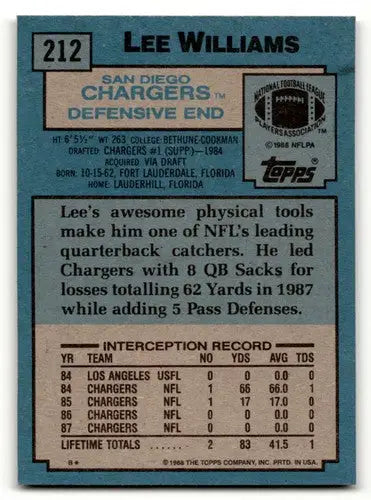 212 LEE WILLIAMS
SAN DIEGO
CHARGERS™
DEFENSIVE END
NATIONAL FOOTBALL LEAGUE
PLAYERS ASSOCIATION
©1988 NFLPA
topps®
HT 6'5½" WT 263 COLLEGE: BETHUNE-COOKMAN
DRAFTED: CHARGERS #1 (SUPP.)—1984
ACQUIRED: VIA DRAFT
BORN: 10-15-62, FORT LAUDERDALE, FLORIDA
HOME: LAUDERHILL, FLORIDA
Lee's awesome physical tools
make him one of NFL's leading
quarterback catchers. He led
Chargers with 8 QB Sacks for
losses totalling 62 Yards in 1987
while adding 5 Pass Defenses.
INTERCEPTION RECORD
YR TEAM NO YDS AVG TDS
84 LOS ANGELES USFL 0 0 0 0
84 CHARGERS NFL 1 66 66.0 1
85 CHARGERS NFL 1 17 17.0 0
86 CHARGERS NFL 0 0 0 0
87 CHARGERS NFL 0 0 0 0
LIFETIME TOTALS ...... 2 83 41.5 1
B* ©1988 THE TOPPS COMPANY, INC. PRTD. IN USA.